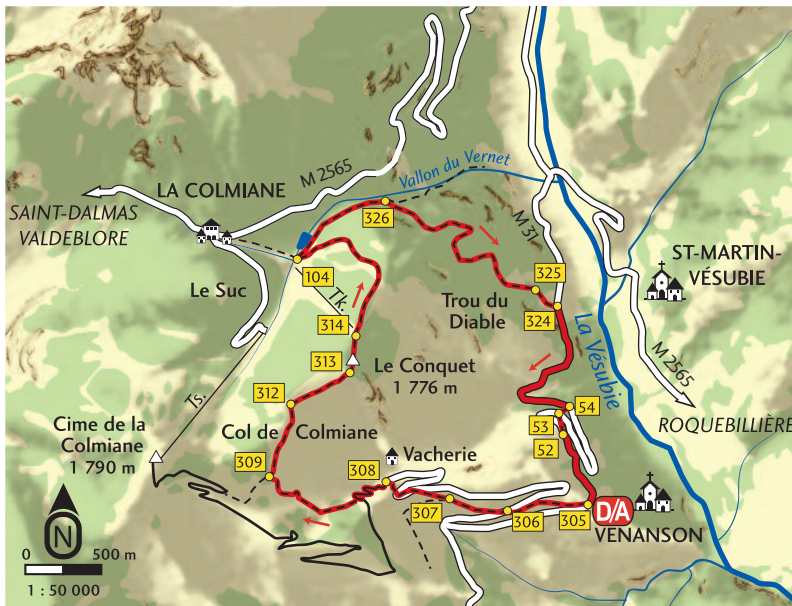 M 2565
Vallon du Vernet
LA COLMIANE
SAINT-DALMAS
VALDEBLORE
326
M 31
ST-MARTIN-
VÉSUBIE
104
325
Le Suc
Tk.
Trou du
Diable
324
La Vésubie
314
313
Le Conquet
1 776 m
M 2565
Ts.
312
54
ROQUEBILLIÈRE
Cime de la
Colmiane
1 790 m
Col de Colmiane
53
52
309
308
Vacherie
307
306
305
D/A
VENANSON
N
0 500 m
1 : 50 000